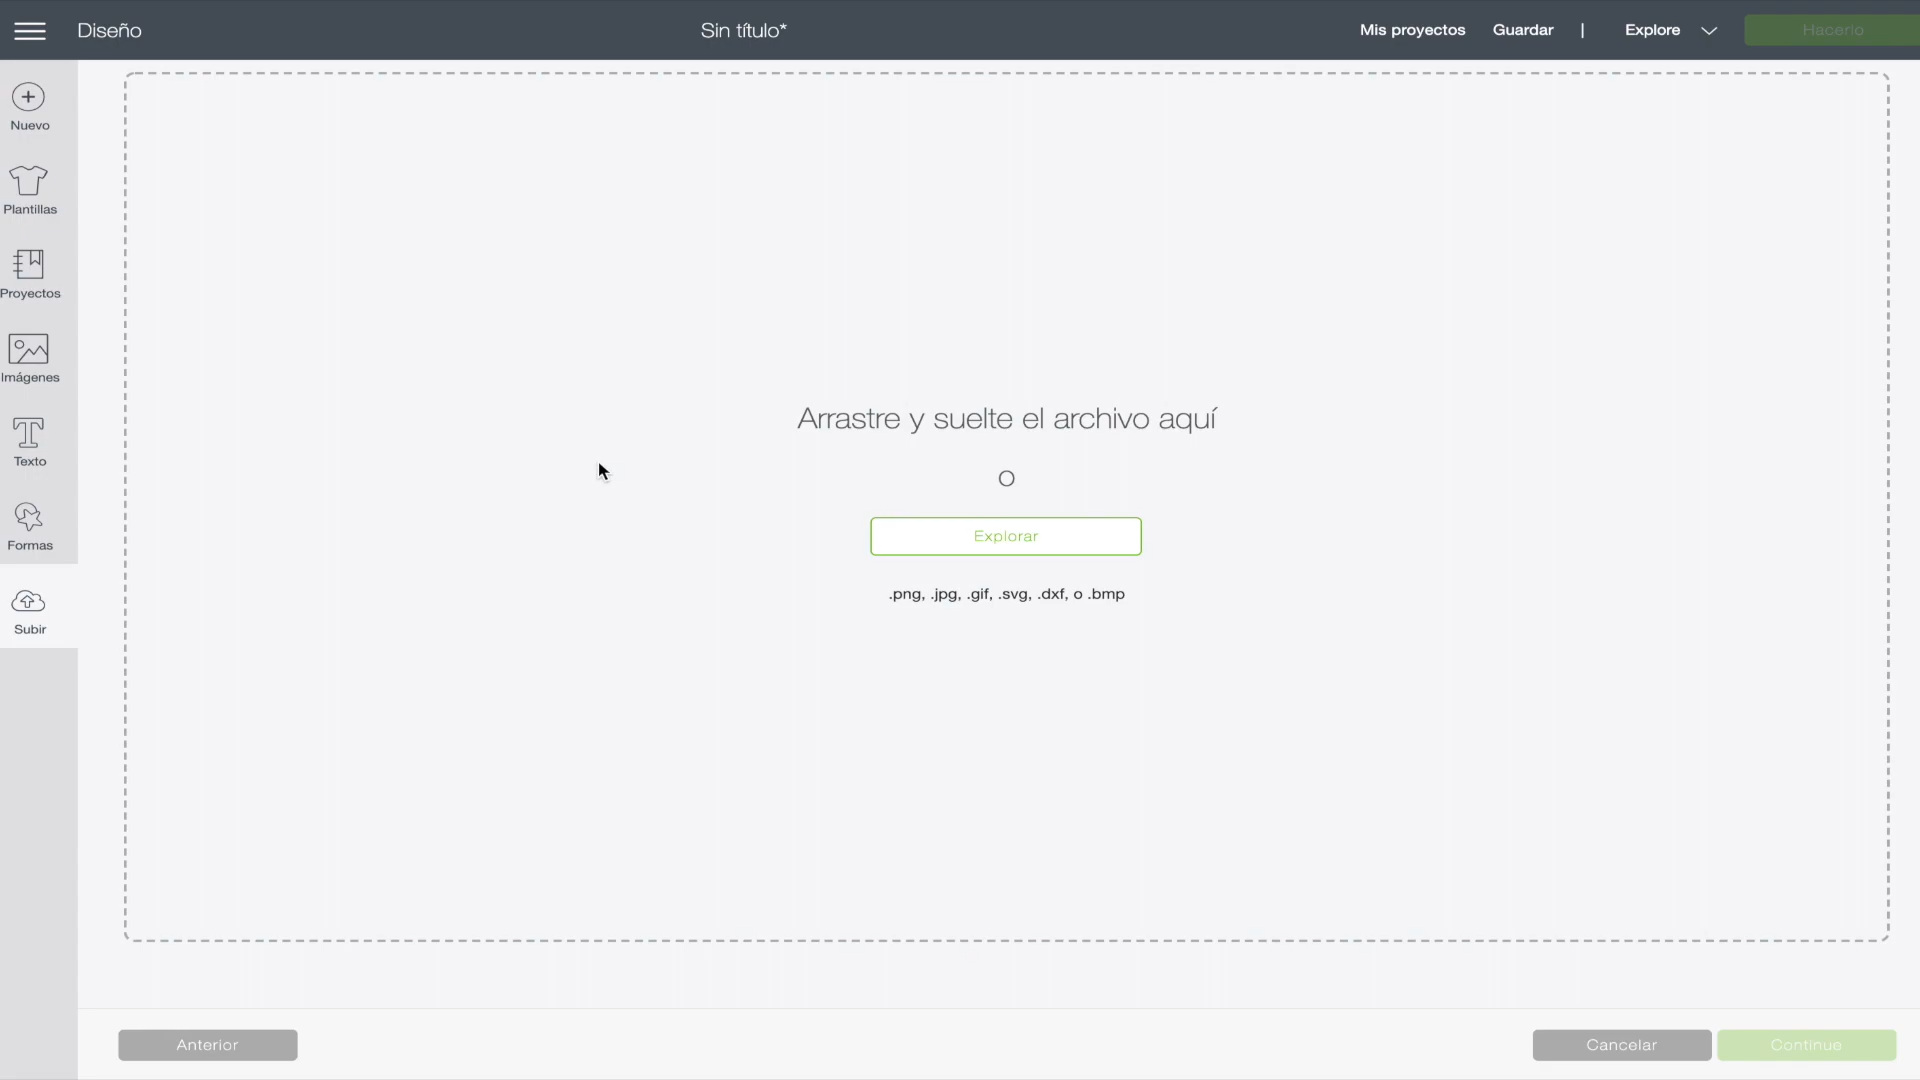 Diseño
Sin título*
Mis proyectos
Guardar
|
Explore
Hacerlo
Nuevo
Plantillas
Proyectos
Imágenes
Texto
Formas
Subir
Arrastre y suelte el archivo aquí
O
Explorar
.png, .jpg, .gif, .svg, .dxf, o .bmp
Anterior
Cancelar
Continue